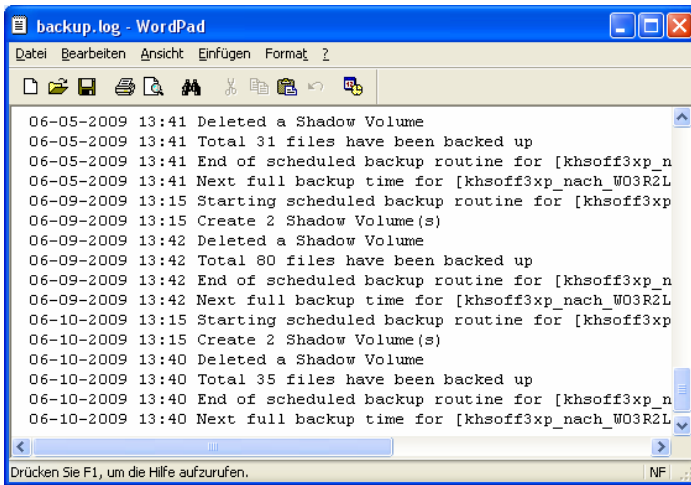 backup.log - WordPad
Datei Bearbeiten Ansicht Einfügen Format ?
06-05-2009 13:41 Deleted a Shadow Volume
06-05-2009 13:41 Total 31 files have been backed up
06-05-2009 13:41 End of scheduled backup routine for [khsoff3xp_n
06-05-2009 13:41 Next full backup time for [khsoff3xp_nach_WO3R2L
06-09-2009 13:15 Starting scheduled backup routine for [khsoff3xp
06-09-2009 13:15 Create 2 Shadow Volume(s)
06-09-2009 13:42 Deleted a Shadow Volume
06-09-2009 13:42 Total 80 files have been backed up
06-09-2009 13:42 End of scheduled backup routine for [khsoff3xp_n
06-09-2009 13:42 Next full backup time for [khsoff3xp_nach_WO3R2L
06-10-2009 13:15 Starting scheduled backup routine for [khsoff3xp
06-10-2009 13:15 Create 2 Shadow Volume(s)
06-10-2009 13:40 Deleted a Shadow Volume
06-10-2009 13:40 Total 35 files have been backed up
06-10-2009 13:40 End of scheduled backup routine for [khsoff3xp_n
06-10-2009 13:40 Next full backup time for [khsoff3xp_nach_WO3R2L
Drücken Sie F1, um die Hilfe aufzurufen.
NF